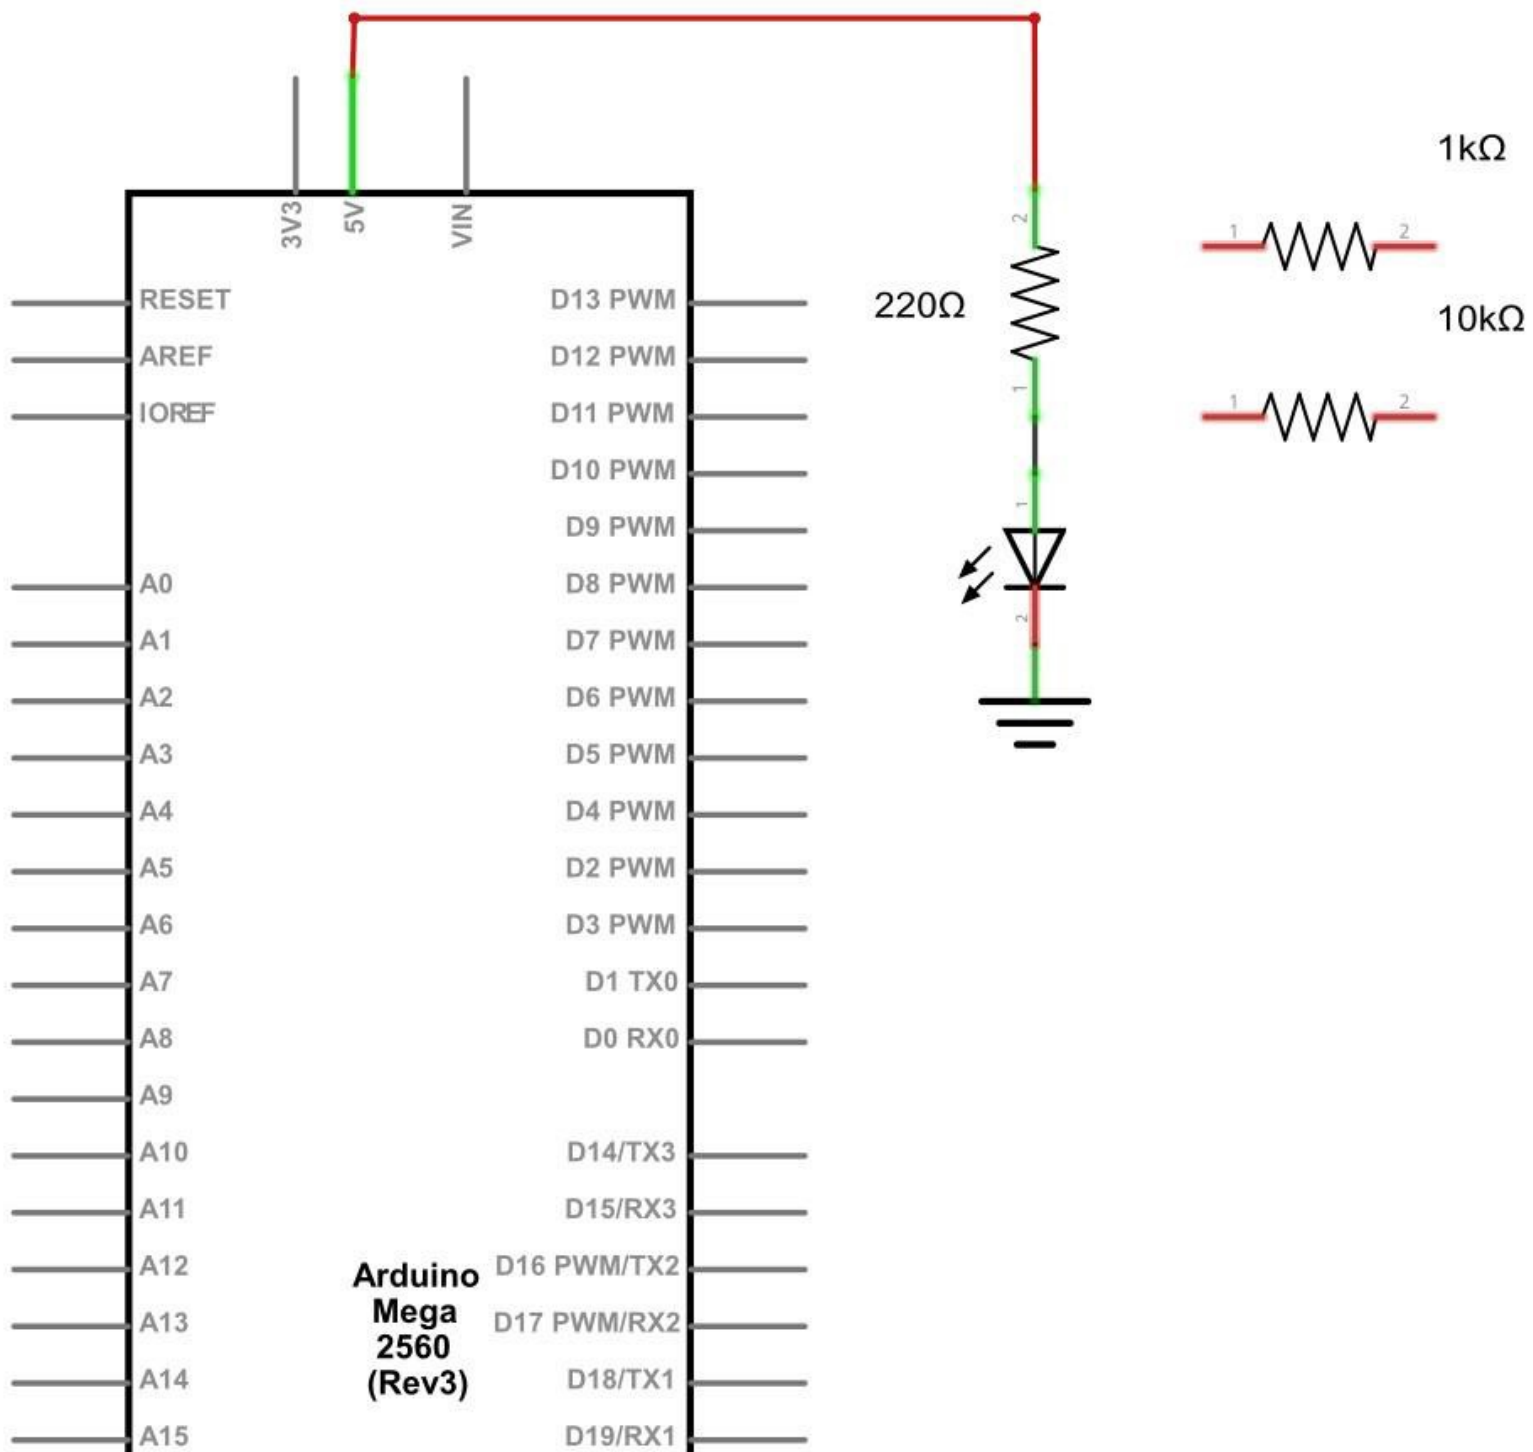 3V3
5V
VIN
RESET
AREF
IOREF
A0
A1
A2
A3
A4
A5
A6
A7
A8
A9
A10
A11
A12
A13
A14
A15
D13 PWM
D12 PWM
D11 PWM
D10 PWM
D9 PWM
D8 PWM
D7 PWM
D6 PWM
D5 PWM
D4 PWM
D2 PWM
D3 PWM
D1 TX0
D0 RX0
D14/TX3
D15/RX3
D16 PWM/TX2
D17 PWM/RX2
D18/TX1
D19/RX1
Arduino
Mega
2560
(Rev3)
2
220Ω
1
1
2
1kΩ
1 2
10kΩ
1 2